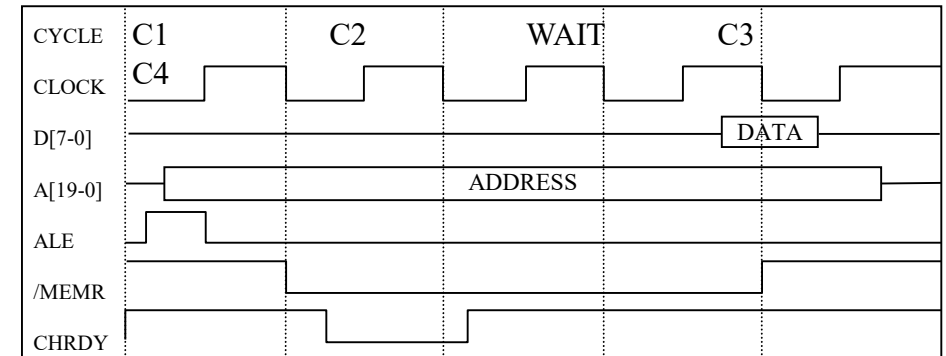 CYCLE C1 C2 WAIT C3
C4
CLOCK
D[7-0] DATA
A[19-0] ADDRESS
ALE
/MEMR
CHRDY